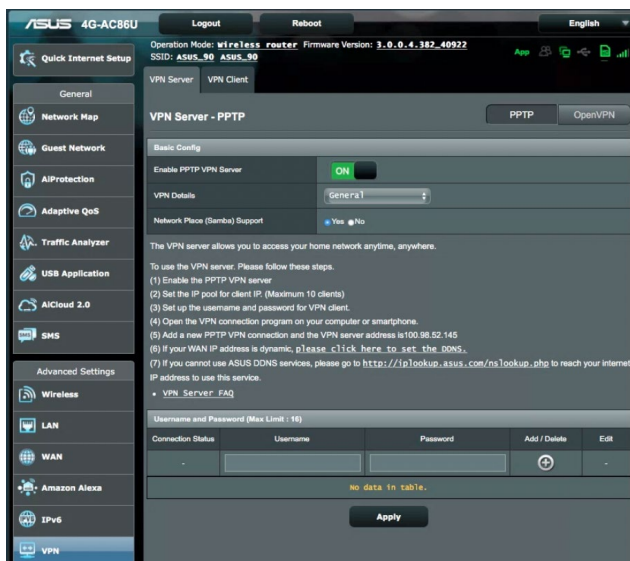 ASUS 4G-AC86U
Logout
Reboot
English
Quick Internet Setup
Operation Mode: Wireless router Firmware Version: 3.0.0.4.382_40922
SSID: ASUS_90 ASUS_90
App
General
Network Map
Guest Network
AiProtection
Adaptive QoS
Traffic Analyzer
USB Application
AiCloud 2.0
SMS
Advanced Settings
Wireless
LAN
WAN
Amazon Alexa
IPv6
VPN
VPN Server VPN Client
VPN Server - PPTP
PPTP OpenVPN
Basic Config
Enable PPTP VPN Server ON
VPN Details General
Network Place (Samba) Support Yes No
The VPN server allows you to access your home network anytime, anywhere.
To use the VPN server. Please follow these steps.
(1) Enable the PPTP VPN server
(2) Set the IP pool for client IP. (Maximum 10 clients)
(3) Set up the username and password for VPN client.
(4) Open the VPN connection program on your computer or smartphone.
(5) Add a new PPTP VPN connection and the VPN server address is100.98.52.145
(6) If your WAN IP address is dynamic, please click here to set the DDNS.
(7) If you cannot use ASUS DDNS services, please go to http://iplookup.asus.com/nslookup.php to reach your internet
IP address to use this service.
• VPN Server FAQ
Username and Password (Max Limit : 16)
Connection Status Username Password Add / Delete Edit
- -
No data in table.
Apply